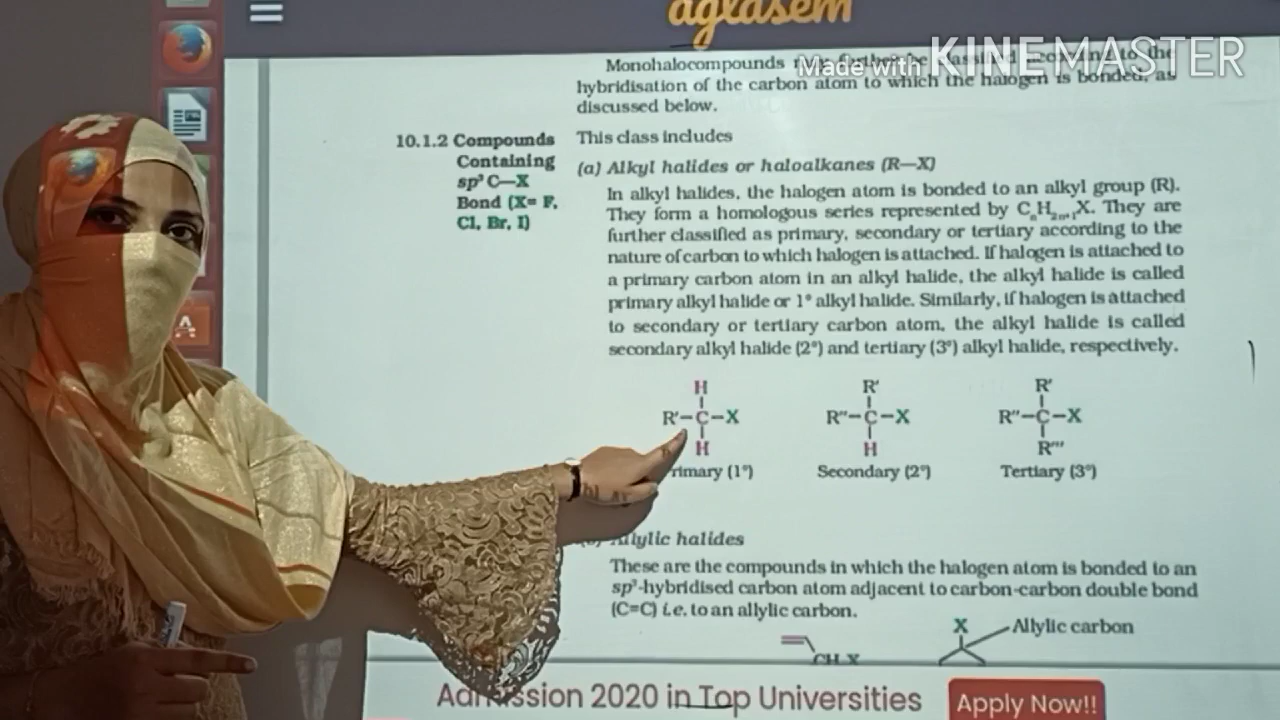 aglasem
Made with KINEMASTER
Monohalocompounds to the
hybridisation of the carbon atom to which the halogen is bonded, as
discussed below.
10.1.2 Compounds
Containing
sp³ C—X
Bond (X= F,
Cl, Br, I)
This class includes
(a) Alkyl halides or haloalkanes (R—X)
In alkyl halides, the halogen atom is bonded to an alkyl group (R).
They form a homologous series represented by CₙH₂ₙ₊₁X. They are
further classified as primary, secondary or tertiary according to the
nature of carbon to which halogen is attached. If halogen is attached to
a primary carbon atom in an alkyl halide, the alkyl halide is called
primary alkyl halide or 1° alkyl halide. Similarly, if halogen is attached
to secondary or tertiary carbon atom, the alkyl halide is called
secondary alkyl halide (2°) and tertiary (3°) alkyl halide, respectively.
H R' R'
R'—C—X R"—C—X R"—C—X
H H R"'
rimary (1°) Secondary (2°) Tertiary (3°)
Allylic halides
These are the compounds in which the halogen atom is bonded to an
sp³-hybridised carbon atom adjacent to carbon-carbon double bond
(C=C) i.e. to an allylic carbon.
X Allylic carbon
CH X
Admission 2020 in Top Universities
Apply Now!!